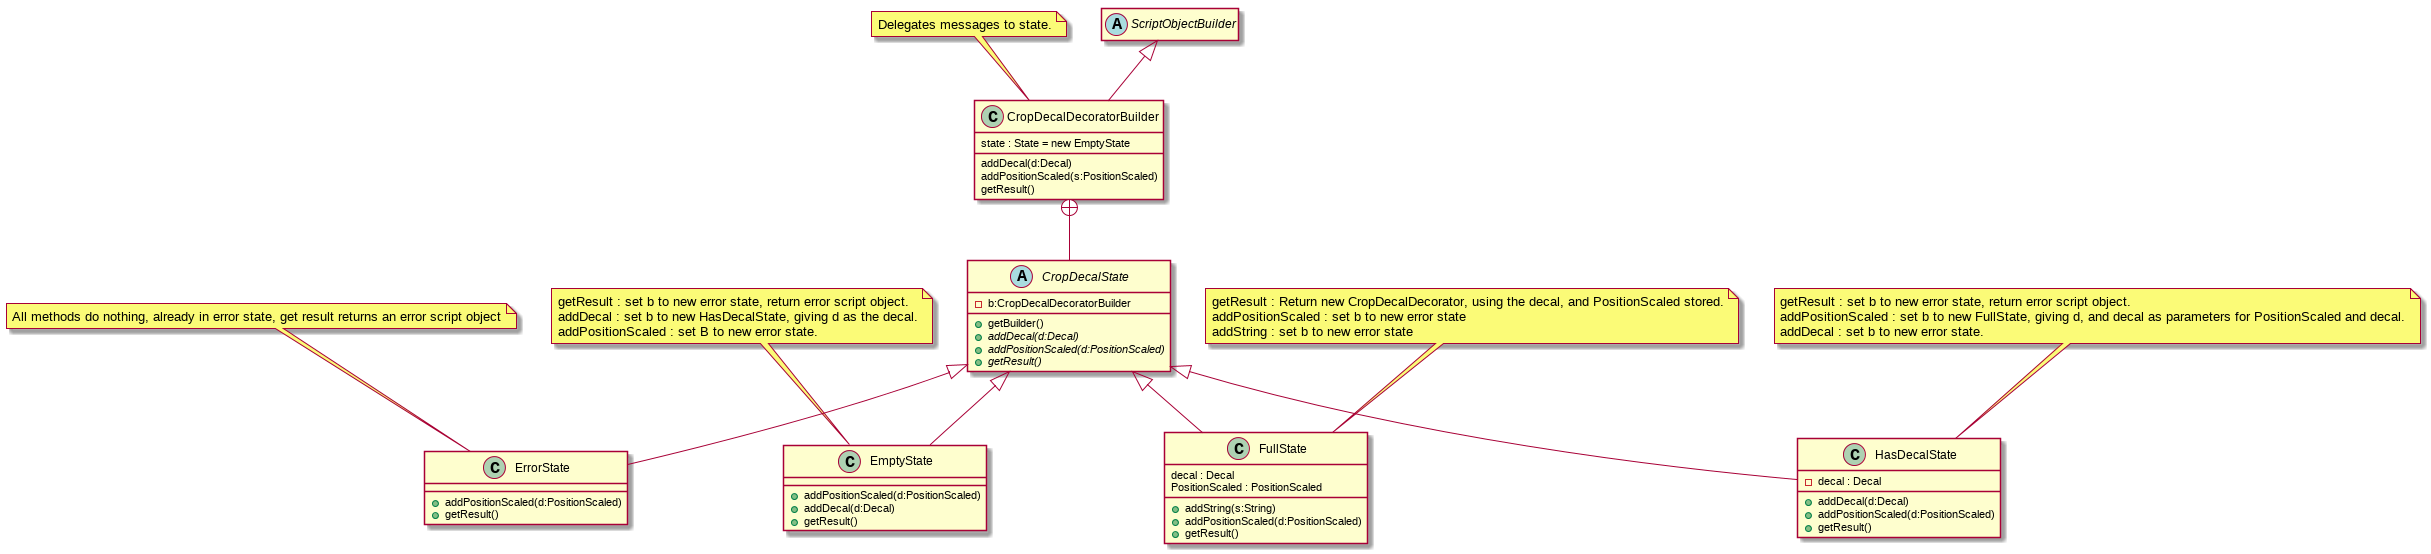 Delegates messages to state.
A ScriptObjectBuilder
C CropDecalDecoratorBuilder
state : State = new EmptyState
addDecal(d:Decal)
addPositionScaled(s:PositionScaled)
getResult()
A CropDecalState
b:CropDecalDecoratorBuilder
getBuilder()
addDecal(d:Decal)
addPositionScaled(d:PositionScaled)
getResult()
All methods do nothing, already in error state, get result returns an error script object
getResult : set b to new error state, return error script object.
addDecal : set b to new HasDecalState, giving d as the decal.
addPositionScaled : set B to new error state.
getResult : Return new CropDecalDecorator, using the decal, and PositionScaled stored.
addPositionScaled : set b to new error state
addString : set b to new error state
getResult : set b to new error state, return error script object.
addPositionScaled : set b to new FullState, giving d, and decal as parameters for PositionScaled and decal.
addDecal : set b to new error state.
C ErrorState
addPositionScaled(d:PositionScaled)
getResult()
C EmptyState
addPositionScaled(d:PositionScaled)
addDecal(d:Decal)
getResult()
C FullState
decal : Decal
PositionScaled : PositionScaled
addString(s:String)
addPositionScaled(d:PositionScaled)
getResult()
C HasDecalState
decal : Decal
addDecal(d:Decal)
addPositionScaled(d:PositionScaled)
getResult()